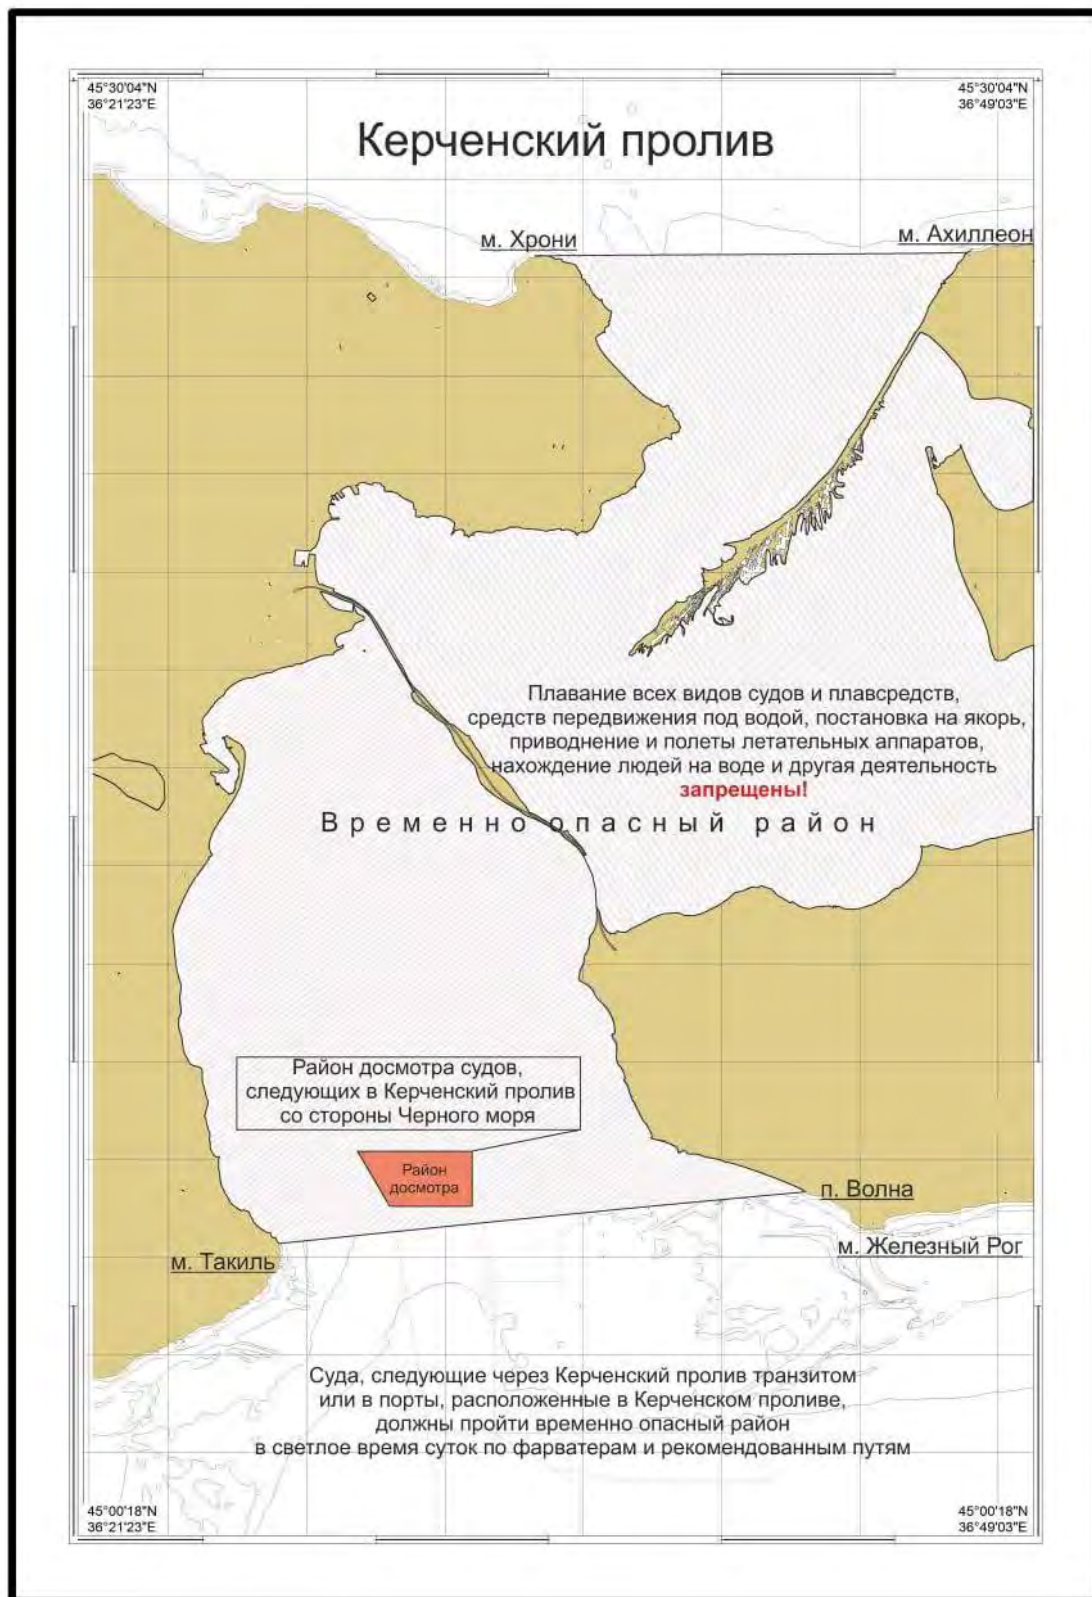 45°30'04"N
36°21'23"E
45°30'04"N
36°49'03"E
Керченский пролив
м. Хрони
м. Ахиллеон
Плавание всех видов судов и плавсредств,
средств передвижения под водой, постановка на якорь,
приводнение и полеты летательных аппаратов,
нахождение людей на воде и другая деятельность
запрещены!
Временно опасный район
Район досмотра судов,
следующих в Керченский пролив
со стороны Черного моря
Район
досмотра
п. Волна
м. Железный Рог
м. Такиль
Суда, следующие через Керченский пролив транзитом
или в порты, расположенные в Керченском проливе,
должны пройти временно опасный район
в светлое время суток по фарватерам и рекомендованным путям
45°00'18"N
36°21'23"E
45°00'18"N
36°49'03"E